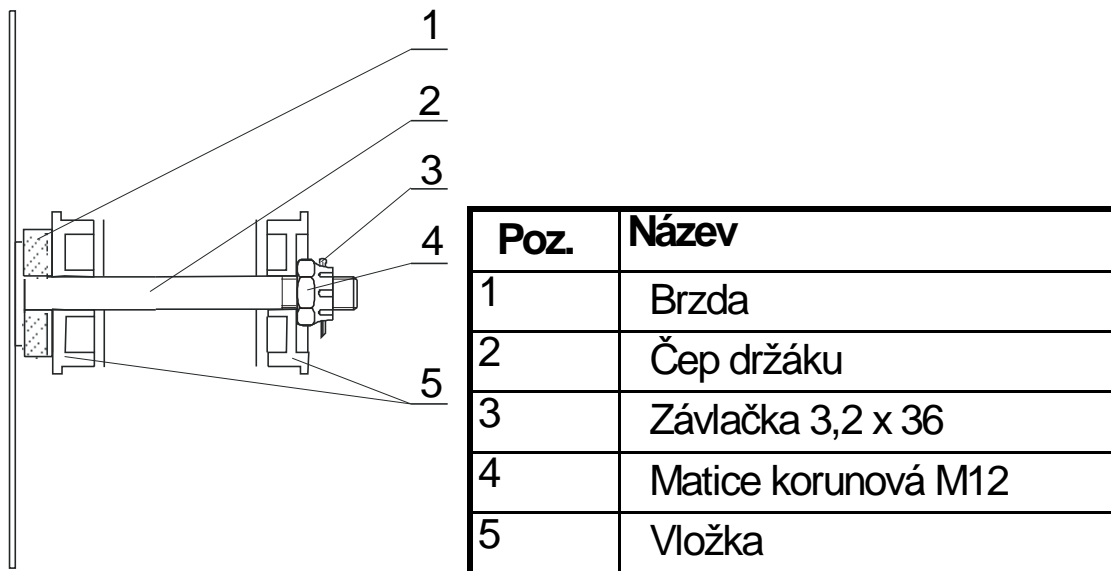 1
2
3
4
5
Poz. Název
1 Brzda
2 Čep držáku
3 Závlačka 3,2 x 36
4 Matice korunová M12
5 Vložka